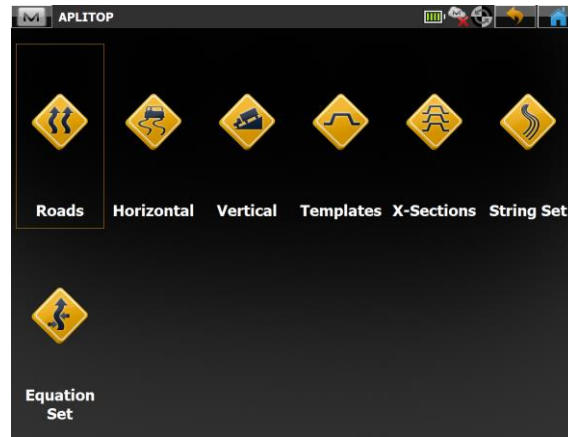 M APLITOP
Roads Horizontal Vertical Templates X-Sections String Set
Equation
Set